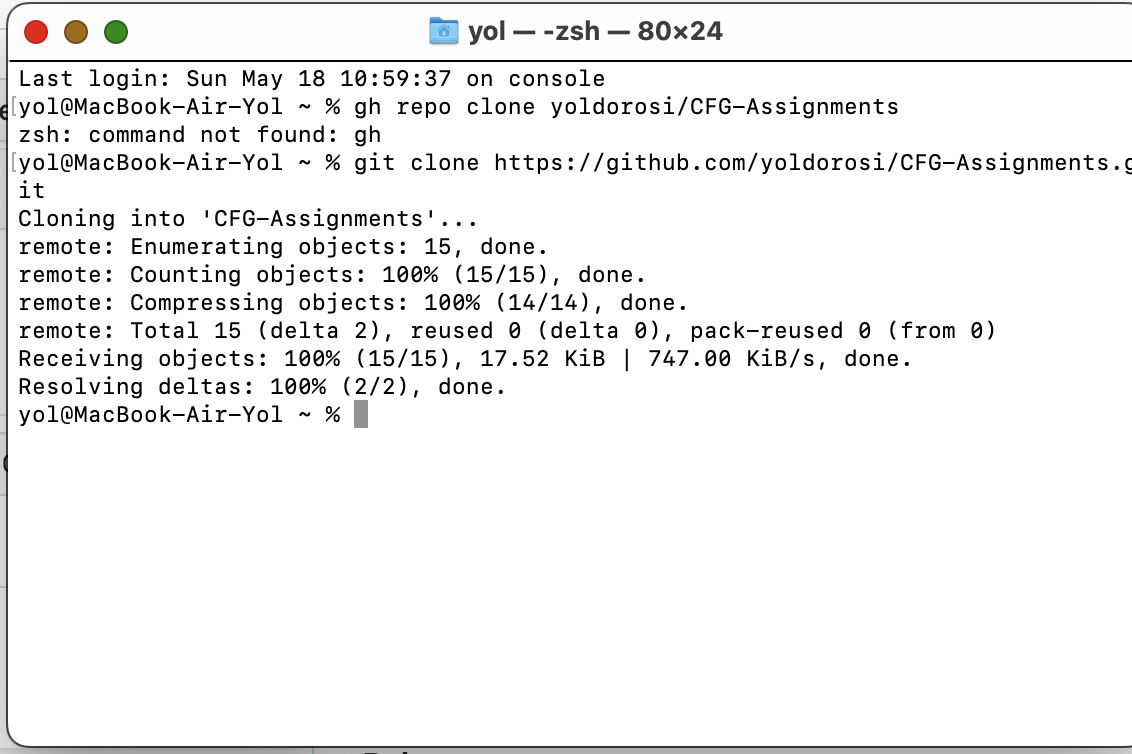 yol — -zsh — 80×24
Last login: Sun May 18 10:59:37 on console
[yol@MacBook-Air-Yol ~ % gh repo clone yoldorosi/CFG-Assignments
zsh: command not found: gh
[yol@MacBook-Air-Yol ~ % git clone https://github.com/yoldorosi/CFG-Assignments.g
it
Cloning into 'CFG-Assignments'...
remote: Enumerating objects: 15, done.
remote: Counting objects: 100% (15/15), done.
remote: Compressing objects: 100% (14/14), done.
remote: Total 15 (delta 2), reused 0 (delta 0), pack-reused 0 (from 0)
Receiving objects: 100% (15/15), 17.52 KiB | 747.00 KiB/s, done.
Resolving deltas: 100% (2/2), done.
yol@MacBook-Air-Yol ~ %